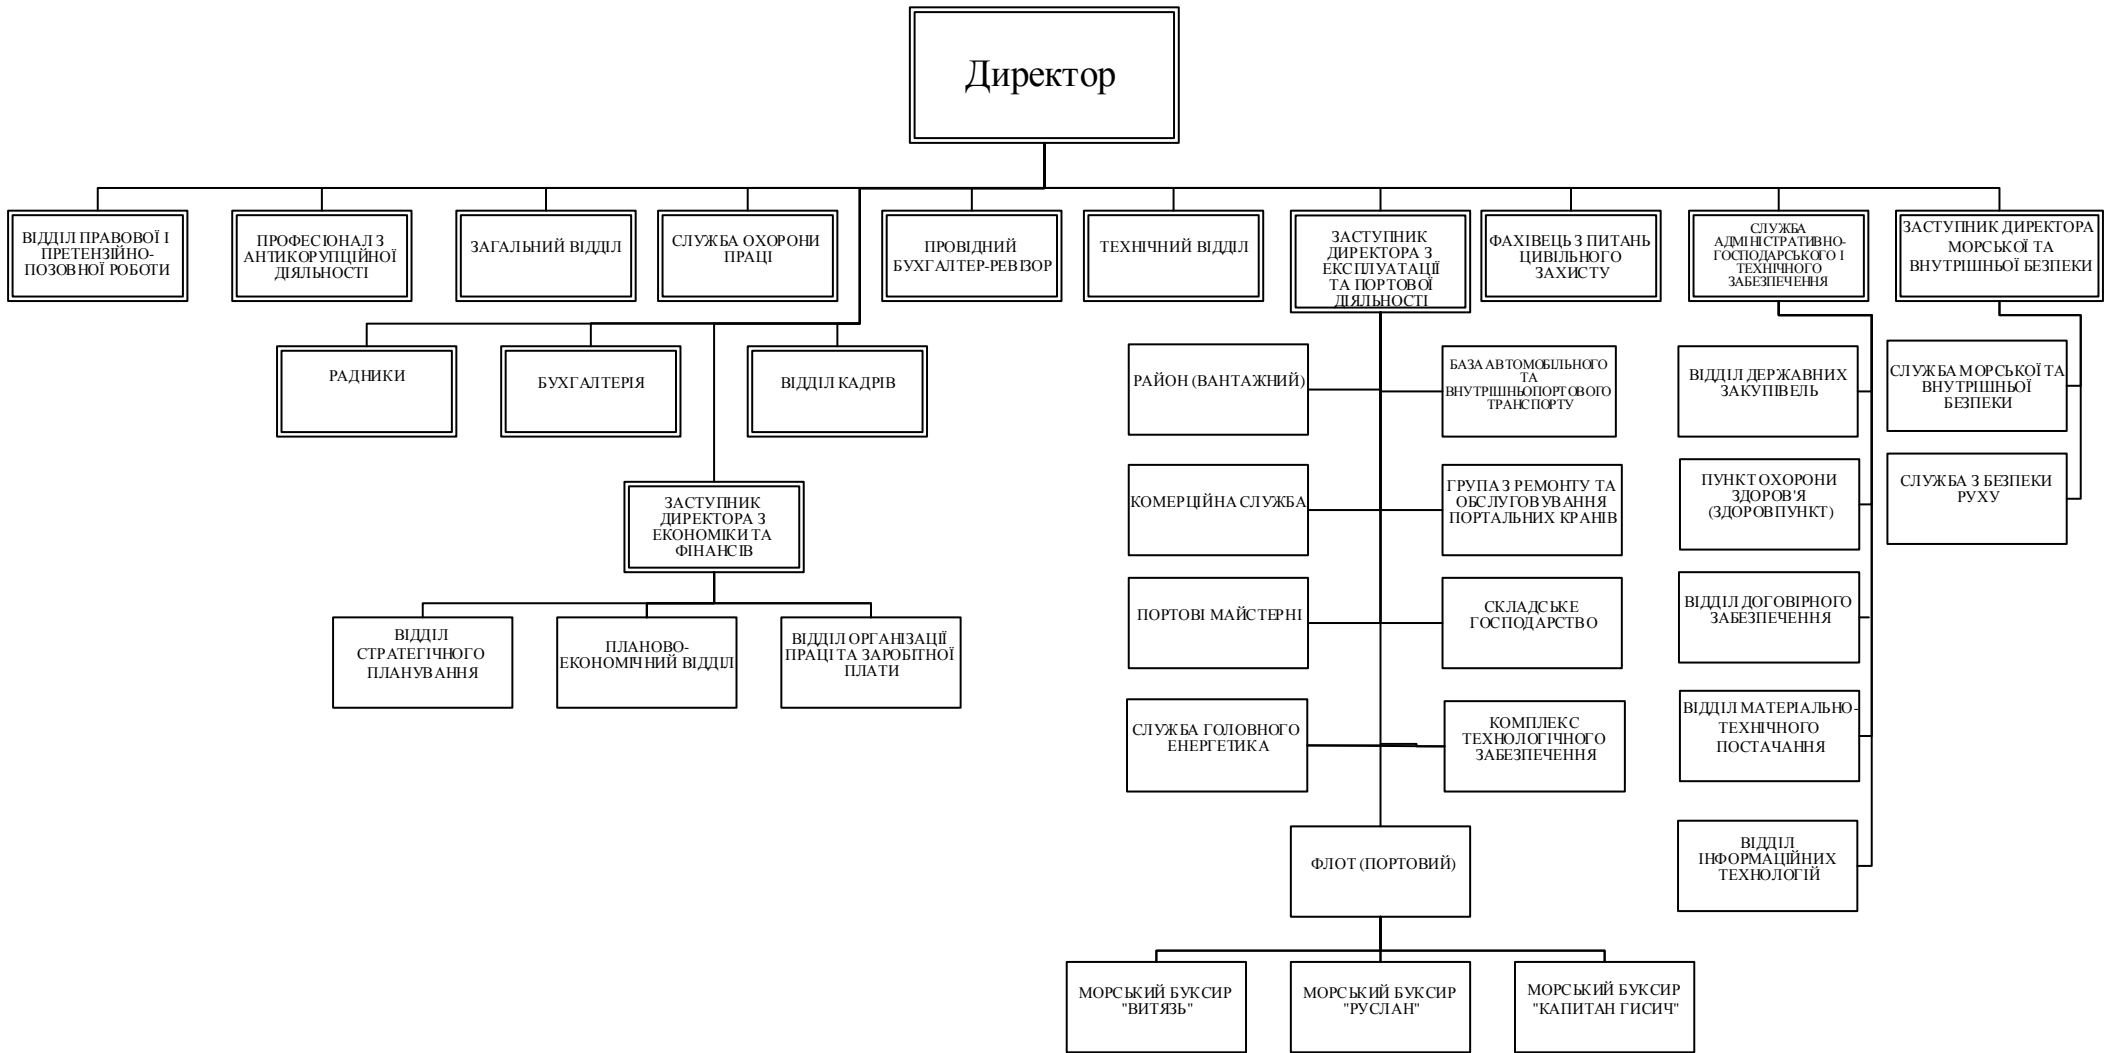 Директор
ВІДДІЛ ПРАВОВОЇ І
ПРЕТЕНЗІЙНО-
ПОЗОВНОЇ РОБОТИ
ПРОФЕСІОНАЛ З
АНТИКОРУПЦІЙНОЇ
ДІЯЛЬНОСТІ
ЗАГАЛЬНИЙ ВІДДІЛ
СЛУЖБА ОХОРОНИ
ПРАЦІ
ПРОВІДНИЙ
БУХГАЛТЕР-РЕВІЗОР
ТЕХНІЧНИЙ ВІДДІЛ
ЗАСТУПНИК
ДИРЕКТОРА З
ЕКСПЛУАТАЦІЇ
ТА ПОРТОВОЇ
ДІЯЛЬНОСТІ
ФАХІВЕЦЬ З ПИТАНЬ
ЦИВІЛЬНОГО
ЗАХИСТУ
СЛУЖБА
АДМІНІСТРАТИВНО-
ГОСПОДАРСЬКОГО І
ТЕХНІЧНОГО
ЗАБЕЗПЕЧЕННЯ
ЗАСТУПНИК ДИРЕКТОРА
МОРСЬКОЇ ТА
ВНУТРІШНЬОЇ БЕЗПЕКИ
РАДНИКИ
БУХГАЛТЕРІЯ
ВІДДІЛ КАДРІВ
ЗАСТУПНИК
ДИРЕКТОРА З
ЕКОНОМІКИ ТА
ФІНАНСІВ
ВІДДІЛ
СТРАТЕГІЧНОГО
ПЛАНУВАННЯ
ПЛАНОВО-
ЕКОНОМІЧНИЙ ВІДДІЛ
ВІДДІЛ ОРГАНІЗАЦІЇ
ПРАЦІ ТА ЗАРОБІТНОЇ
ПЛАТИ
РАЙОН (ВАНТАЖНИЙ)
БАЗА АВТОМОБІЛЬНОГО
ТА
ВНУТРІШНЬОПОРТОВОГО
ТРАНСПОРТУ
КОМЕРЦІЙНА СЛУЖБА
ГРУПА З РЕМОНТУ ТА
ОБСЛУГОВУВАННЯ
ПОРТАЛЬНИХ КРАНІВ
ПОРТОВІ МАЙСТЕРНІ
СКЛАДСЬКЕ
ГОСПОДАРСТВО
СЛУЖБА ГОЛОВНОГО
ЕНЕРГЕТИКА
КОМПЛЕКС
ТЕХНОЛОГІЧНОГО
ЗАБЕЗПЕЧЕННЯ
ФЛОТ (ПОРТОВИЙ)
МОРСЬКИЙ БУКСИР
"ВИТЯЗЬ"
МОРСЬКИЙ БУКСИР
"РУСЛАН"
МОРСЬКИЙ БУКСИР
"КАПИТАН ГИСИЧ"
ВІДДІЛ ДЕРЖАВНИХ
ЗАКУПІВЕЛЬ
ПУНКТ ОХОРОНИ
ЗДОРОВ'Я
(ЗДОРОВПУНКТ)
ВІДДІЛ ДОГОВІРНОГО
ЗАБЕЗПЕЧЕННЯ
ВІДДІЛ МАТЕРІАЛЬНО-
ТЕХНІЧНОГО
ПОСТАЧАННЯ
ВІДДІЛ
ІНФОРМАЦІЙНИХ
ТЕХНОЛОГІЙ
СЛУЖБА МОРСЬКОЇ ТА
ВНУТРІШНЬОЇ
БЕЗПЕКИ
СЛУЖБА З БЕЗПЕКИ
РУХУ